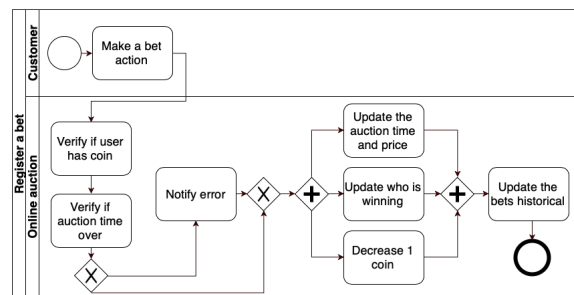 Register a bet
Customer
Make a bet
action
Online auction
Verify if user
has coin
Verify if
auction time
over
Notify error
Update the
auction time
and price
Update who is
winning
Decrease 1
coin
Update the
bets historical